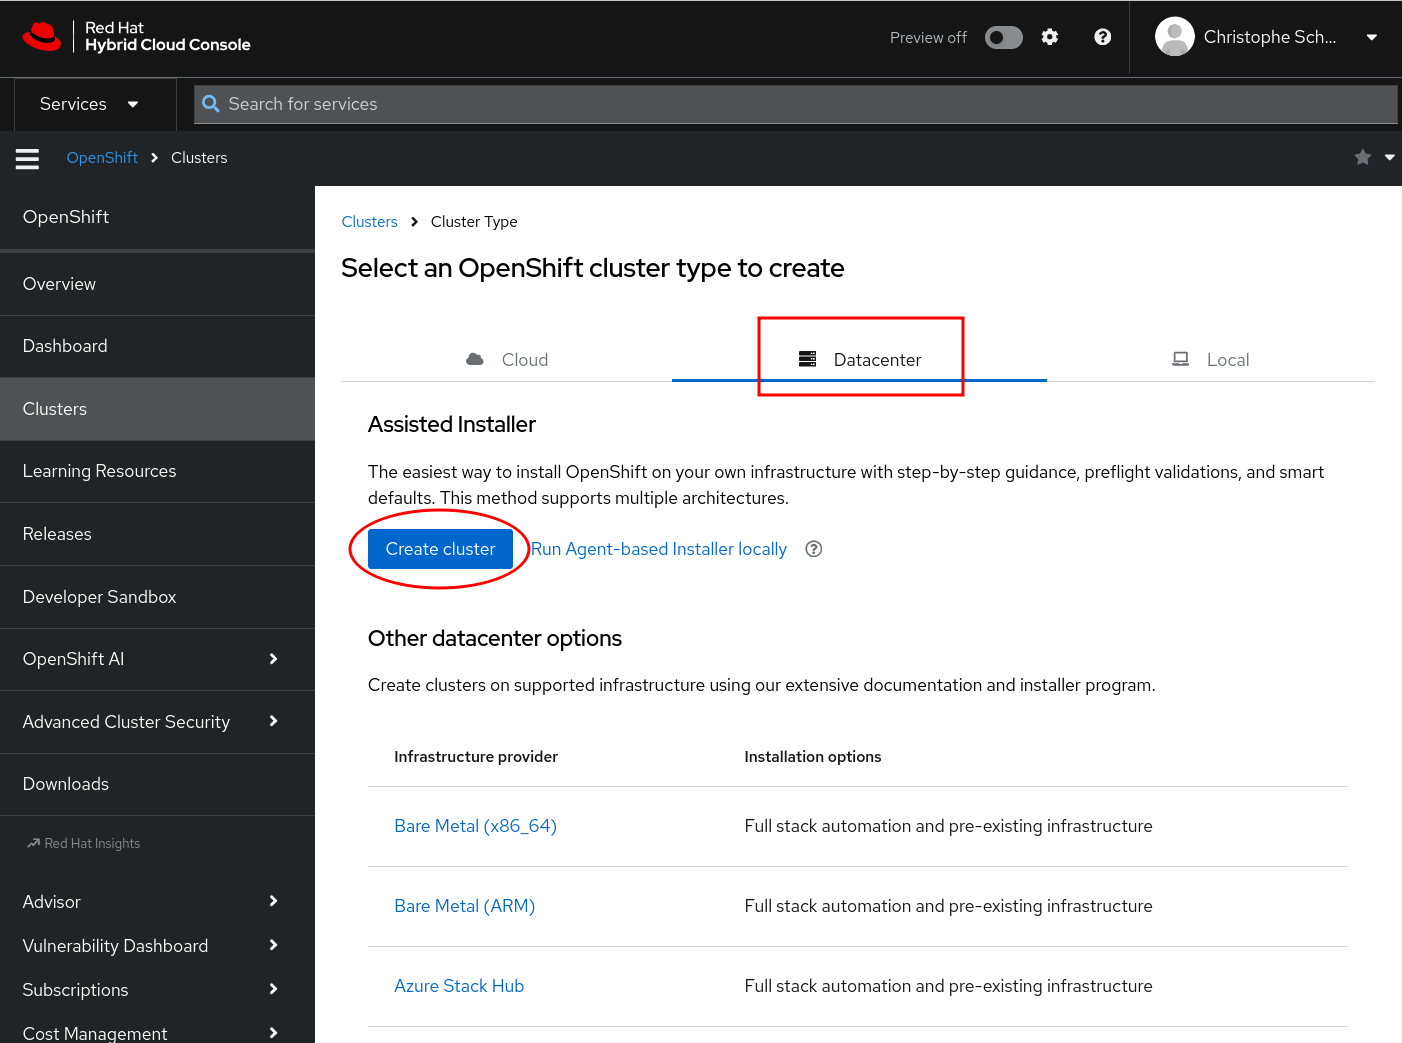 Red Hat
Hybrid Cloud Console
Preview off
Christophe Sch...
Services
Search for services
OpenShift
Clusters
OpenShift
Overview
Dashboard
Clusters
Learning Resources
Releases
Developer Sandbox
OpenShift AI
Advanced Cluster Security
Downloads
Red Hat Insights
Advisor
Vulnerability Dashboard
Subscriptions
Cost Management
Clusters
Cluster Type
Select an OpenShift cluster type to create
Cloud
Datacenter
Local
Assisted Installer
The easiest way to install OpenShift on your own infrastructure with step-by-step guidance, preflight validations, and smart
defaults. This method supports multiple architectures.
Create cluster
Run Agent-based Installer locally
Other datacenter options
Create clusters on supported infrastructure using our extensive documentation and installer program.
Infrastructure provider
Installation options
Bare Metal (x86_64)
Full stack automation and pre-existing infrastructure
Bare Metal (ARM)
Full stack automation and pre-existing infrastructure
Azure Stack Hub
Full stack automation and pre-existing infrastructure